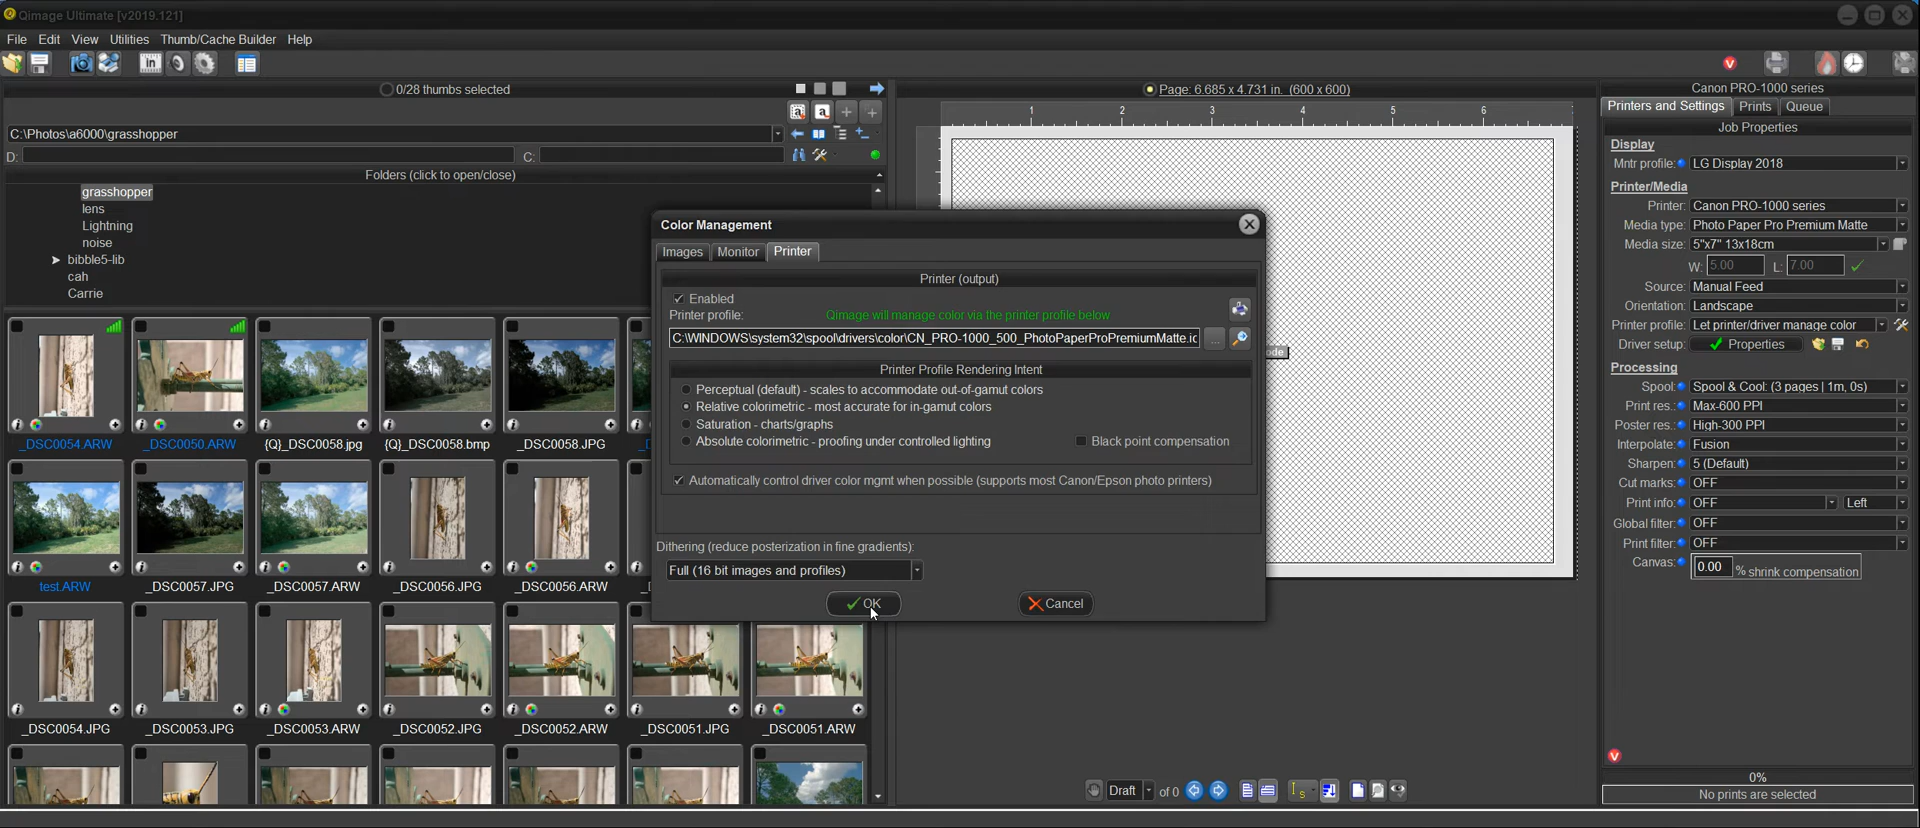 Qimage Ultimate [v2019.121]
File Edit View Utilities Thumb/Cache Builder Help
in
V
0/28 thumbs selected
C:\Photos\a6000\grasshopper
D:
C:
Folders (click to open/close)
grasshopper
lens
Lightning
noise
bibble5-lib
cah
Carrie
_DSC0054.ARW
_DSC0050.ARW
{Q}_DSC0058.jpg
{Q}_DSC0058.bmp
_DSC0058.JPG
test.ARW
_DSC0057.JPG
_DSC0057.ARW
_DSC0056.JPG
_DSC0056.ARW
_DSC0054.JPG
_DSC0053.JPG
_DSC0053.ARW
_DSC0052.JPG
_DSC0052.ARW
_DSC0051.JPG
_DSC0051.ARW
Page: 6.685 x 4.731 in. (600 x 600)
1 2 3 4 5 6
Color Management
Images Monitor Printer
Printer (output)
Enabled
Printer profile:
Qimage will manage color via the printer profile below
C:\WINDOWS\system32\spool\drivers\color\CN_PRO-1000_500_PhotoPaperProPremiumMatte.ic
...
Printer Profile Rendering Intent
Perceptual (default) - scales to accommodate out-of-gamut colors
Relative colorimetric - most accurate for in-gamut colors
Saturation - charts/graphs
Absolute colorimetric - proofing under controlled lighting
Black point compensation
Automatically control driver color mgmt when possible (supports most Canon/Epson photo printers)
Dithering (reduce posterization in fine gradients):
Full (16 bit images and profiles)
OK
Cancel
Draft
of 0
Canon PRO-1000 series
Printers and Settings Prints Queue
Job Properties
Display
Mntr profile: LG Display 2018
Printer/Media
Printer: Canon PRO-1000 series
Media type: Photo Paper Pro Premium Matte
Media size: 5"x7" 13x18cm
W: 5.00 L: 7.00
Source: Manual Feed
Orientation: Landscape
Printer profile: Let printer/driver manage color
Driver setup: Properties
Processing
Spool: Spool & Cool: (3 pages | 1m, 0s)
Print res.: Max-600 PPI
Poster res.: High-300 PPI
Interpolate: Fusion
Sharpen: 5 (Default)
Cut marks: OFF
Print info: OFF Left
Global filter: OFF
Print filter: OFF
Canvas: 0.00 % shrink compensation
V
0%
No prints are selected